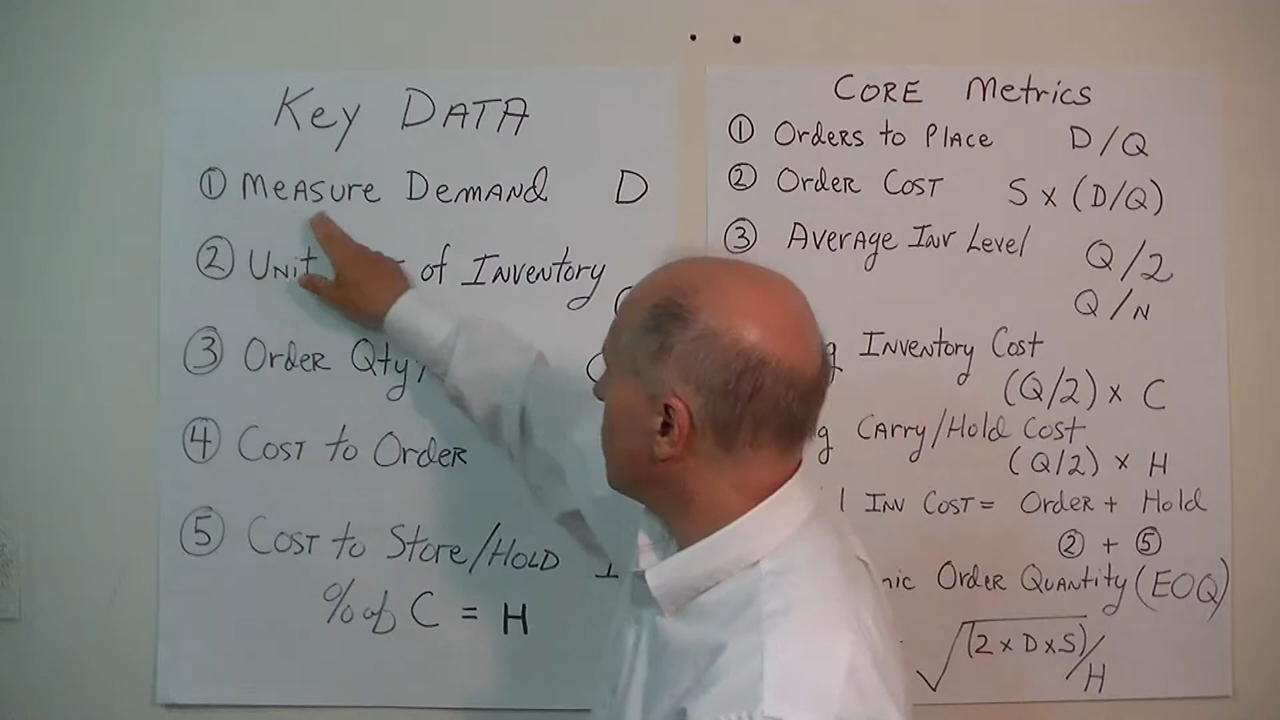 Key DATA
① Measure Demand D
② Unit of Inventory
③ Order Qty,
④ Cost to Order
⑤ Cost to Store/Hold
% of C = H
Core Metrics
① Orders to Place D/Q
② Order Cost S x (D/Q)
③ Average Inv Level Q/2
Q/N
Inventory Cost
(Q/2) x C
Carry/Hold Cost
(Q/2) x H
Inv Cost = Order + Hold
② + ⑤
Order Quantity (EOQ)
√(2 x D x S)/H